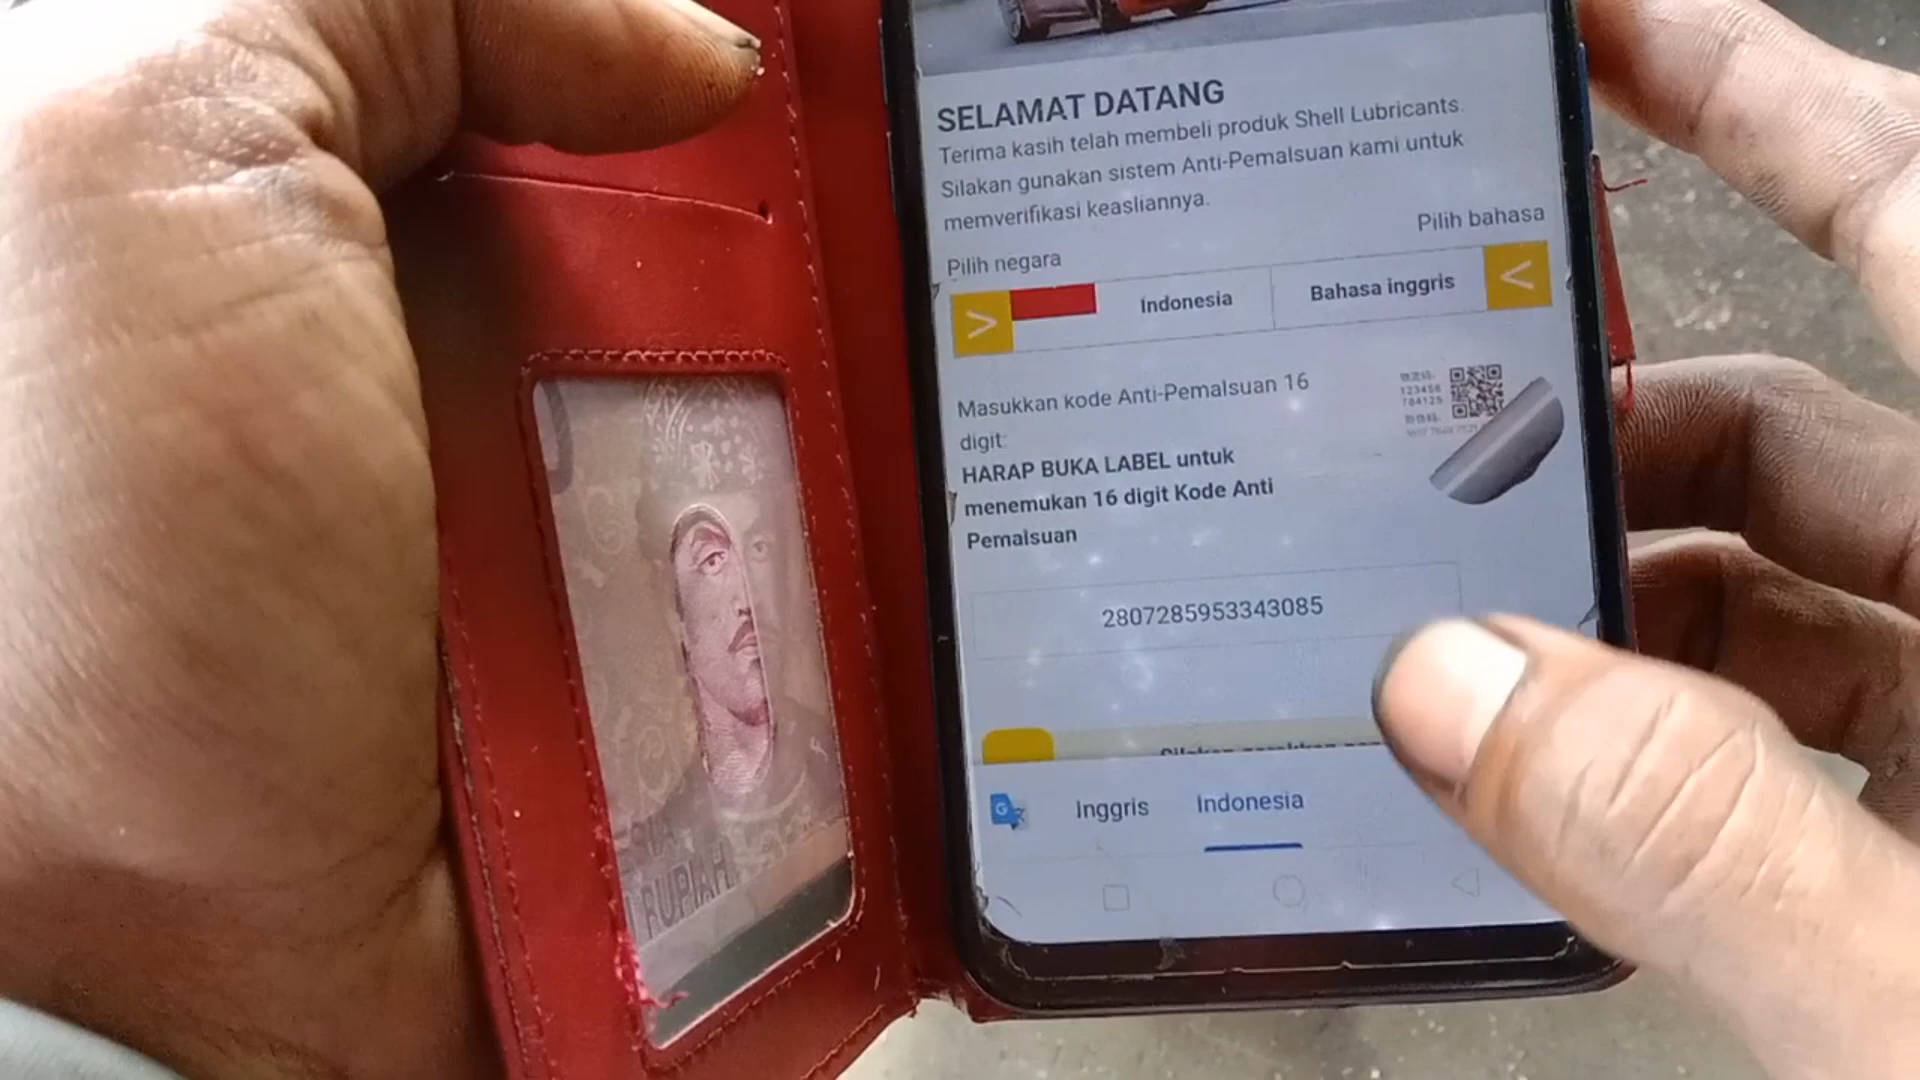 SELAMAT DATANG
Terima kasih telah membeli produk Shell Lubricants.
Silakan gunakan sistem Anti-Pemalsuan kami untuk
memverifikasi keasliannya.
Pilih bahasa
Pilih negara
> Indonesia Bahasa inggris <
Masukkan kode Anti-Pemalsuan 16
digit:
HARAP BUKA LABEL untuk
menemukan 16 digit Kode Anti
Pemalsuan
123456
784125
2807285953343085
Inggris Indonesia
RUPIAH